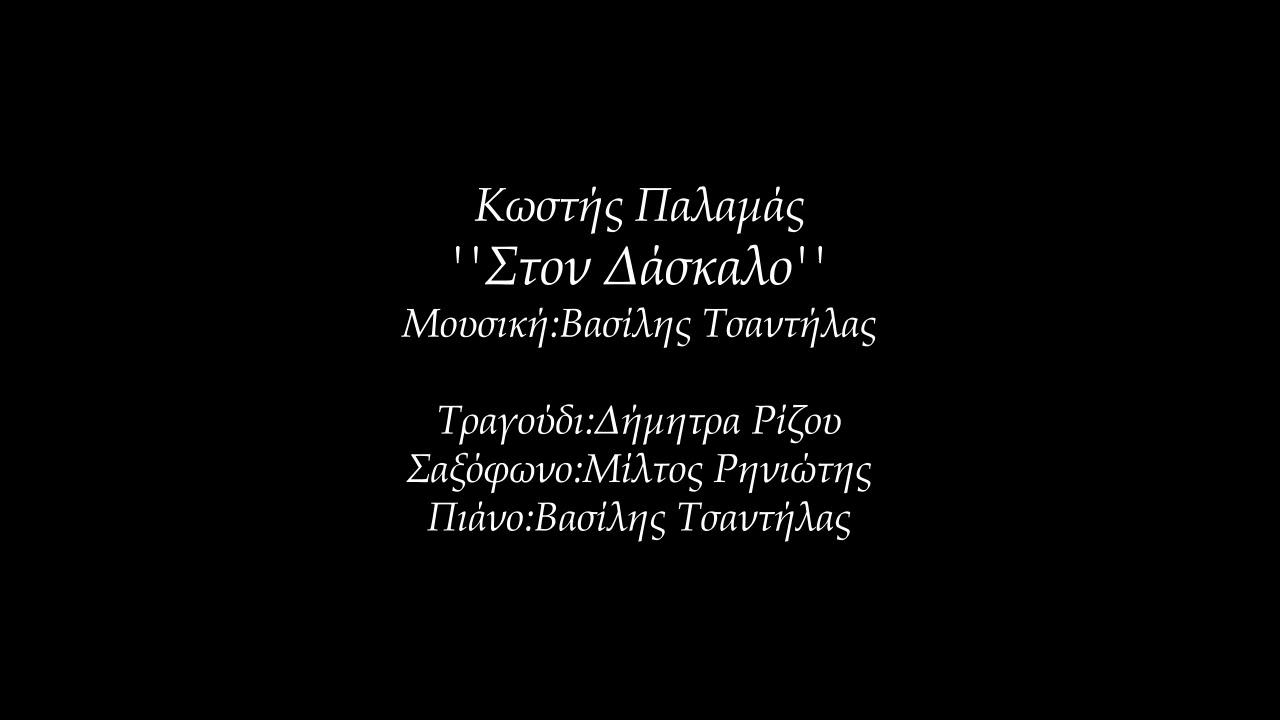 Κωστής Παλαμάς
''Στον Δάσκαλο''
Μουσική:Βασίλης Τσαντήλας
Τραγούδι:Δήμητρα Ρίζου
Σαξόφωνο:Μίλτος Ρηνιώτης
Πιάνο:Βασίλης Τσαντήλας